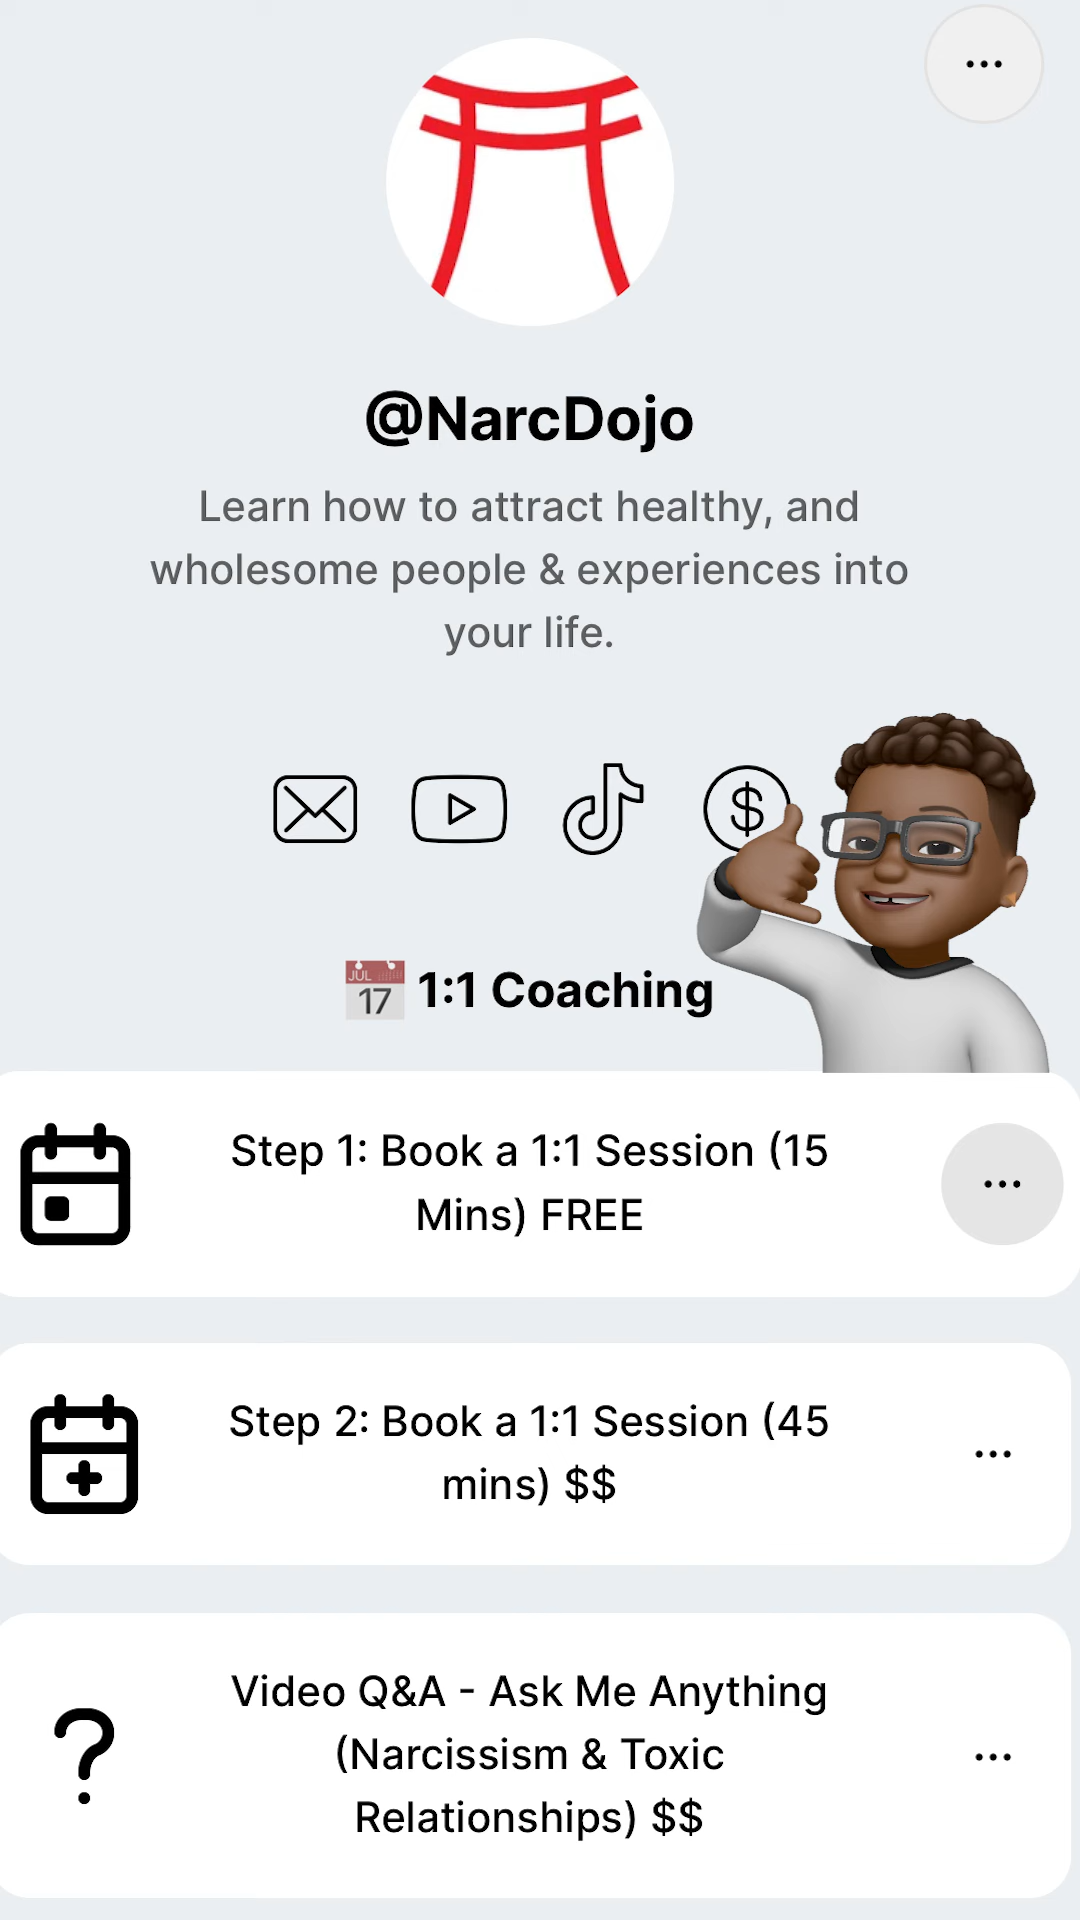 @NarcDojo
Learn how to attract healthy, and
wholesome people & experiences into
your life.
$
JUL
17
1:1 Coaching
Step 1: Book a 1:1 Session (15
Mins) FREE
Step 2: Book a 1:1 Session (45
mins) $$
Video Q&A - Ask Me Anything
(Narcissism & Toxic
Relationships) $$